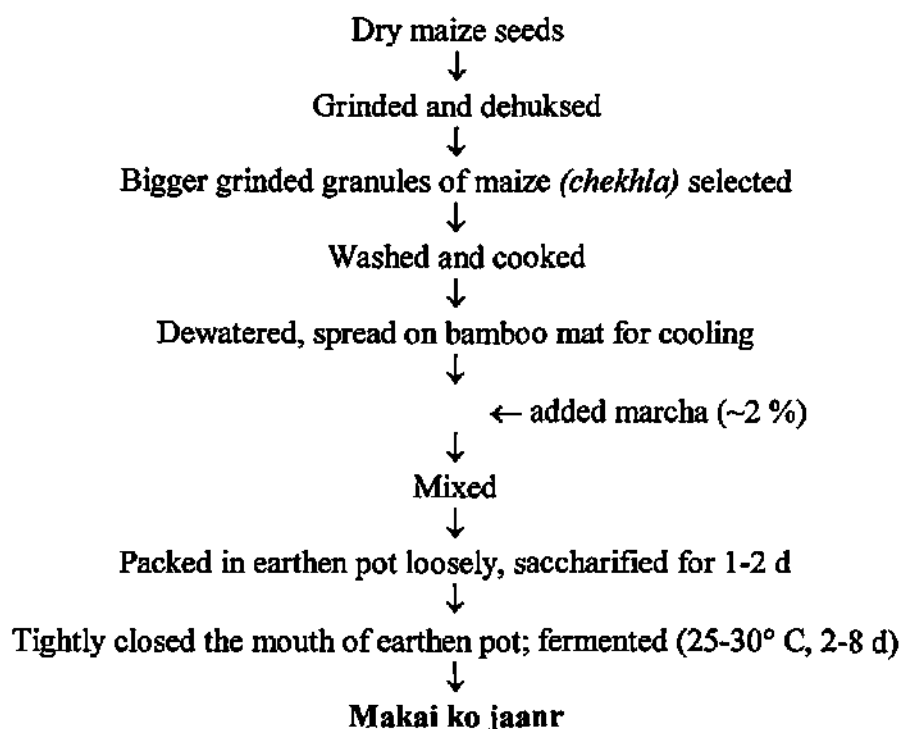 Dry maize seeds
↓
Grinded and dehuksed
↓
Bigger grinded granules of maize (chekhla) selected
↓
Washed and cooked
↓
Dewatered, spread on bamboo mat for cooling
↓
← added marcha (~2 %)
↓
Mixed
↓
Packed in earthen pot loosely, saccharified for 1-2 d
↓
Tightly closed the mouth of earthen pot; fermented (25-30° C, 2-8 d)
↓
Makai ko jaanr